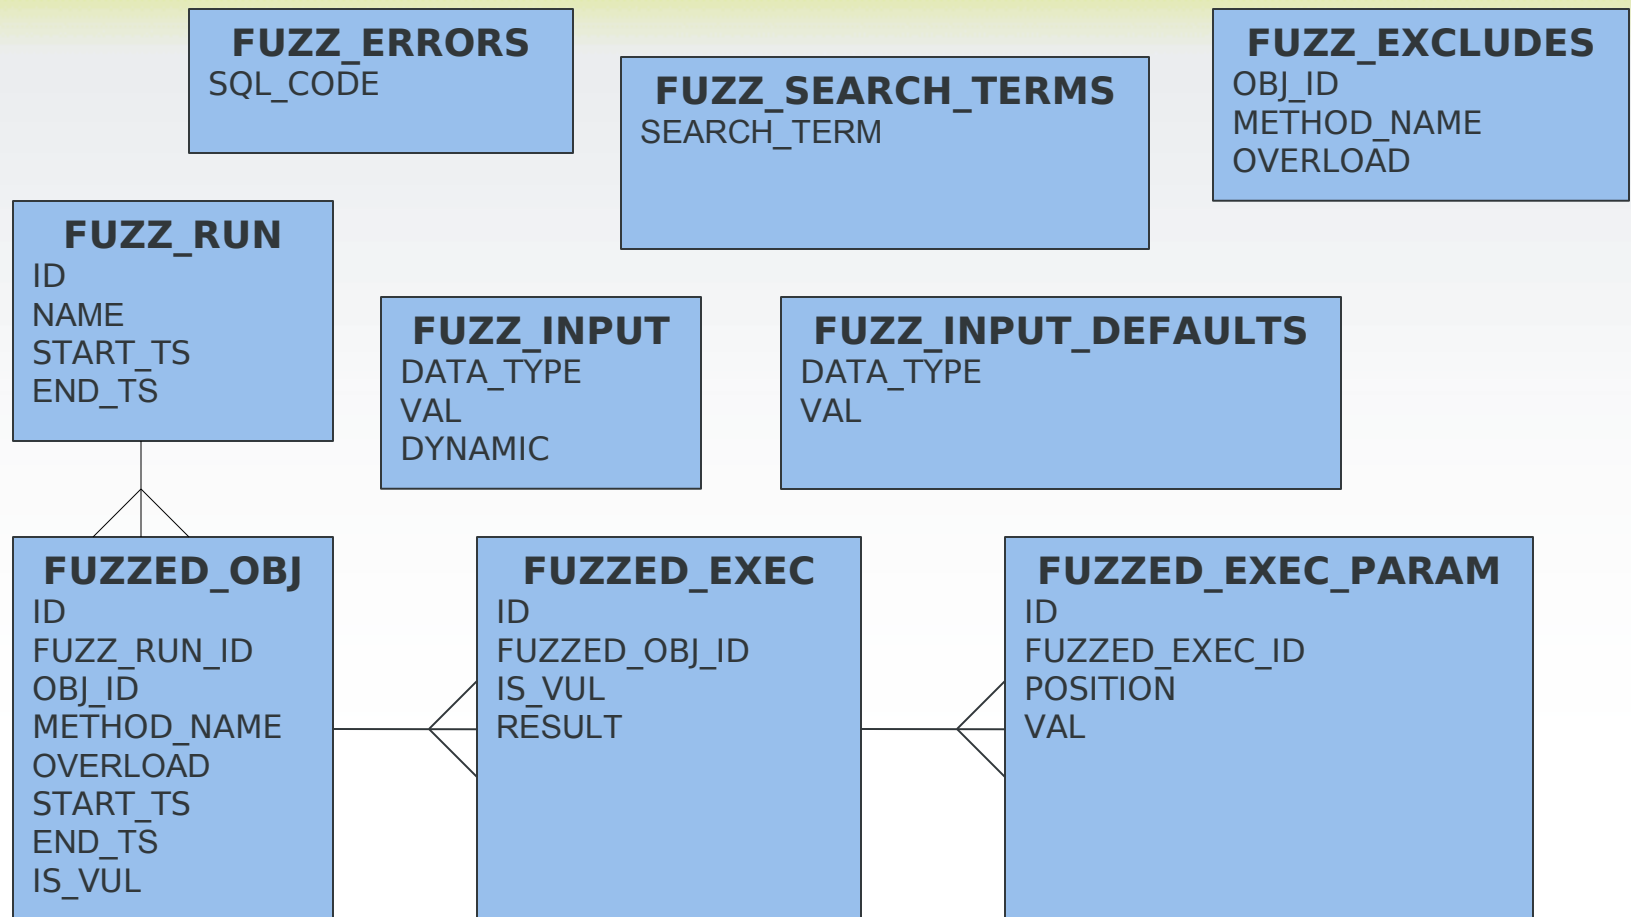 FUZZ_ERRORS
SQL_CODE
FUZZ_SEARCH_TERMS
SEARCH_TERM
FUZZ_EXCLUDES
OBJ_ID
METHOD_NAME
OVERLOAD
FUZZ_RUN
ID
NAME
START_TS
END_TS
FUZZ_INPUT
DATA_TYPE
VAL
DYNAMIC
FUZZ_INPUT_DEFAULTS
DATA_TYPE
VAL
FUZZED_OBJ
ID
FUZZ_RUN_ID
OBJ_ID
METHOD_NAME
OVERLOAD
START_TS
END_TS
IS_VUL
FUZZED_EXEC
ID
FUZZED_OBJ_ID
IS_VUL
RESULT
FUZZED_EXEC_PARAM
ID
FUZZED_EXEC_ID
POSITION
VAL